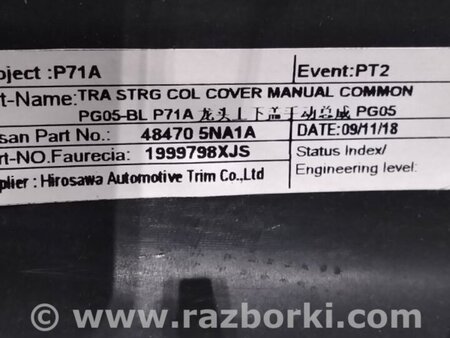 oject :P71A Event:PT2
t-Name: TRA STRG COL COVER MANUAL COMMON
PG05-BL P71A 龙头上下盖手动总成 PG05
san Part No.: 48470 5NA1A DATE:09/11/18
rt-NO.Faurecia: 1999798XJS Status Index/
plier : Hirosawa Automotive Trim Co.,Ltd Engineering level:
© www.razborki.com